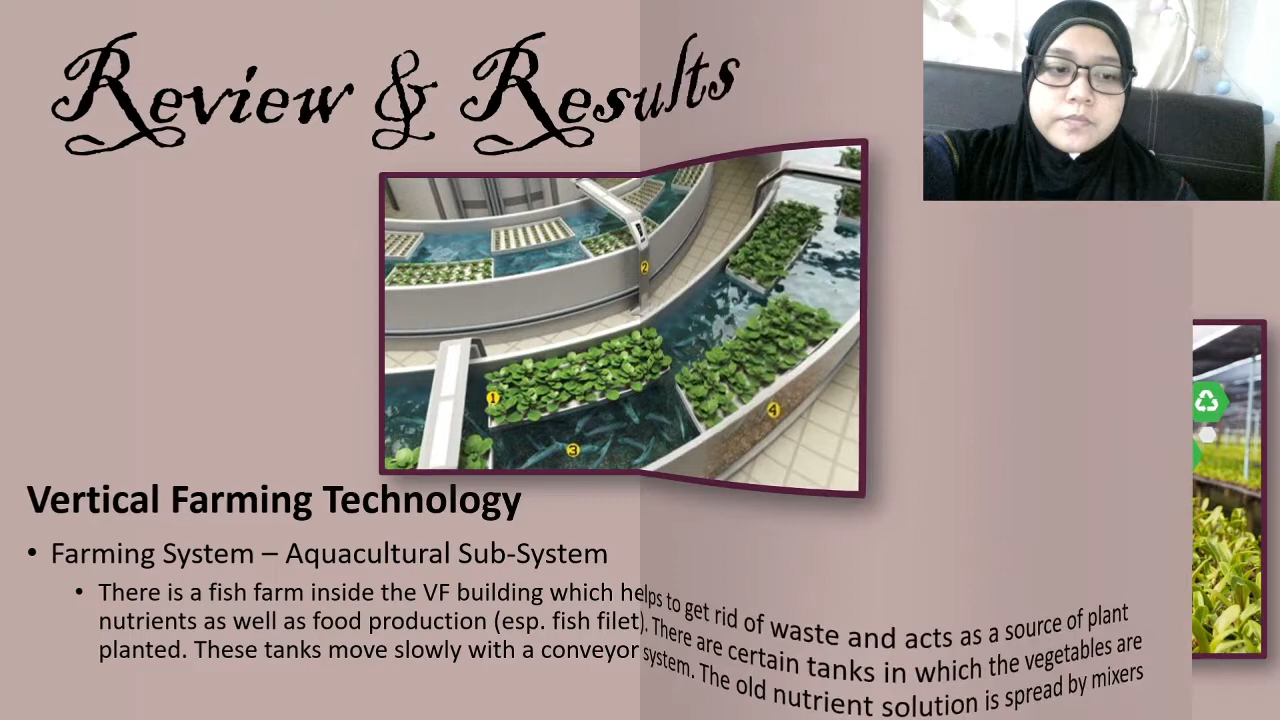 Review & Results
2
1
4
3
Vertical Farming Technology
• Farming System – Aquacultural Sub-System
• There is a fish farm inside the VF building which helps to get rid of waste and acts as a source of plant
nutrients as well as food production (esp. fish filet). There are certain tanks in which the vegetables are
planted. These tanks move slowly with a conveyor system. The old nutrient solution is spread by mixers